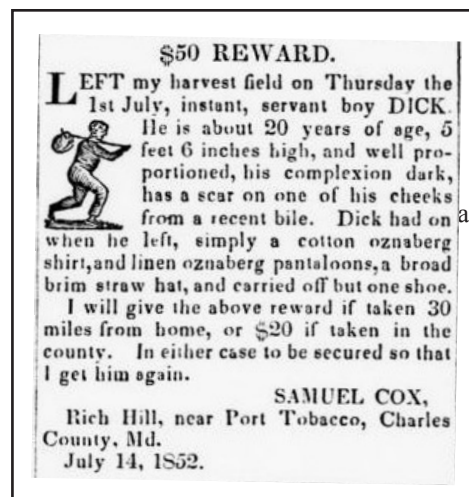 $50 REWARD.
LEFT my harvest field on Thursday the
1st July, instant, servant boy DICK.
He is about 20 years of age, 5
feet 6 inches high, and well pro-
portioned, his complexion dark,
has a scar on one of his cheeks
from a recent bile. Dick had on
a
when he left, simply a cotton oznaberg
shirt,and linen oznaberg pantaloons,a broad
brim straw hat, and carried off but one shoe.
I will give the above reward if taken 30
miles from home, or $20 if taken in the
county. In either case to be secured so that
I get him again.
SAMUEL COX,
Rich Hill, near Port Tobacco, Charles
County, Md.
July 14, 1852.